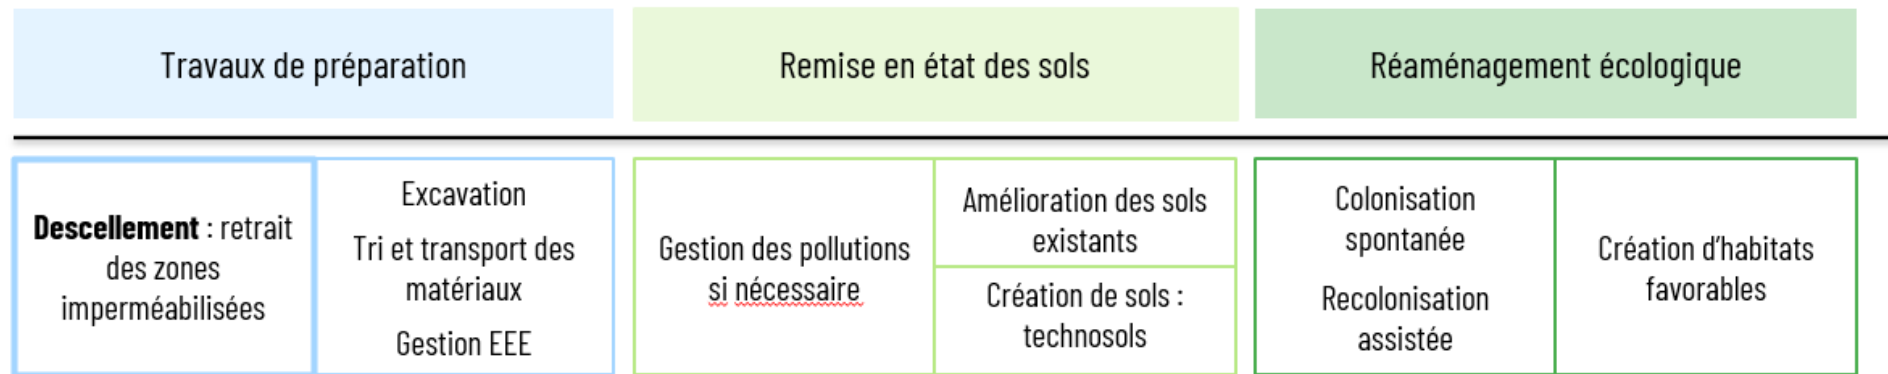 Travaux de préparation
Remise en état des sols
Réaménagement écologique
Descellement : retrait
des zones
imperméabilisées
Excavation
Tri et transport des
matériaux
Gestion EEE
Gestion des pollutions
si nécessaire
Amélioration des sols
existants
Création de sols :
technosols
Colonisation
spontanée
Recolonisation
assistée
Création d'habitats
favorables